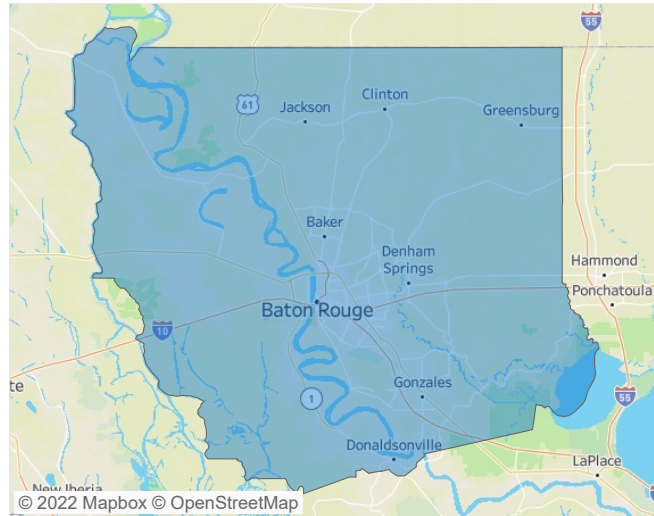 55
61
Jackson
Clinton
Greensburg
Baker
Denham
Springs
Hammond
Ponchatoula
Baton Rouge
10
te
Gonzales
1
55
Donaldsonville
LaPlace
New Iberia
© 2022 Mapbox © OpenStreetMap